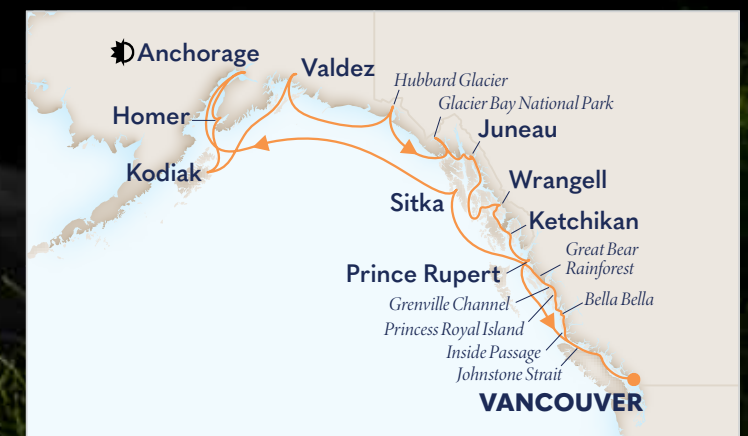 Anchorage
Valdez
Hubbard Glacier
Glacier Bay National Park
Homer
Juneau
Kodiak
Wrangell
Sitka
Ketchikan
Great Bear
Rainforest
Prince Rupert
Grenville Channel
Bella Bella
Princess Royal Island
Inside Passage
Johnstone Strait
VANCOUVER